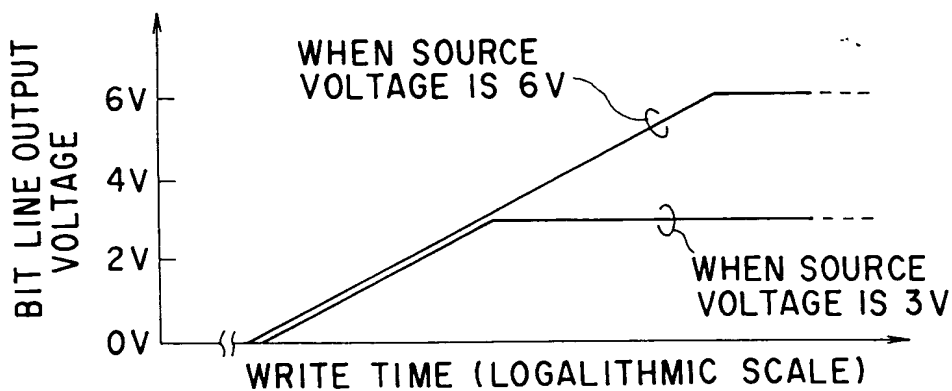 WHEN SOURCE
VOLTAGE IS 6V
BIT LINE OUTPUT
VOLTAGE
6V
4V
2V
0V
WHEN SOURCE
VOLTAGE IS 3V
WRITE TIME (LOGALITHMIC SCALE)